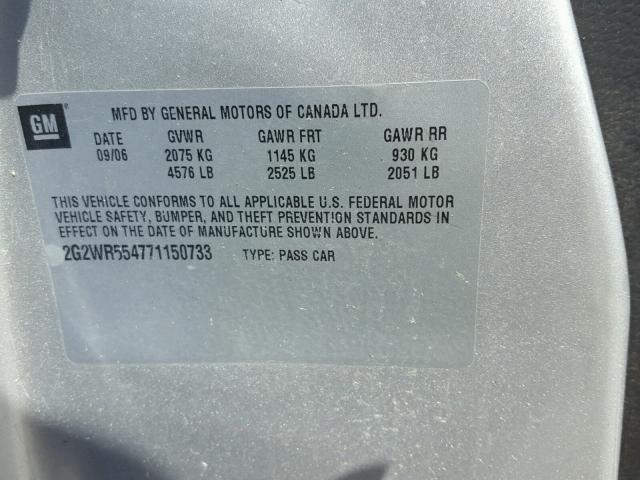 GM ® MFD BY GENERAL MOTORS OF CANADA LTD.
DATE GVWR GAWR FRT GAWR RR
09/06 2075 KG 1145 KG 930 KG
4576 LB 2525 LB 2051 LB
THIS VEHICLE CONFORMS TO ALL APPLICABLE U.S. FEDERAL MOTOR
VEHICLE SAFETY, BUMPER, AND THEFT PREVENTION STANDARDS IN
EFFECT ON THE DATE OF MANUFACTURE SHOWN ABOVE.
2G2WR554771150733 TYPE: PASS CAR